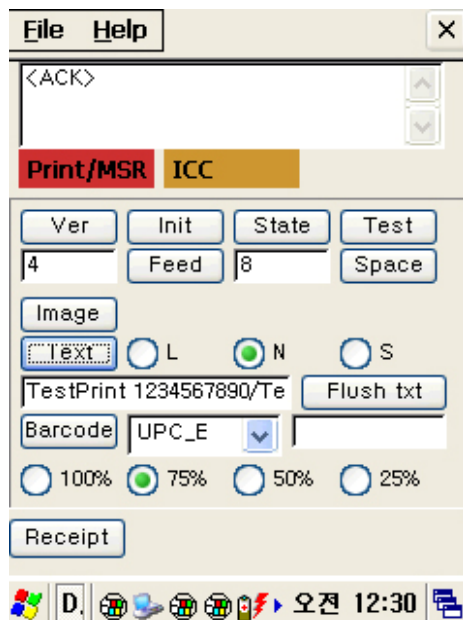 File Help
<ACK>
Print/MSR ICC
Ver Init State Test
4 Feed 8 Space
Image
Text L N S
TestPrint 1234567890/Te Flush txt
Barcode UPC_E
100% 75% 50% 25%
Receipt
D. 오전 12:30